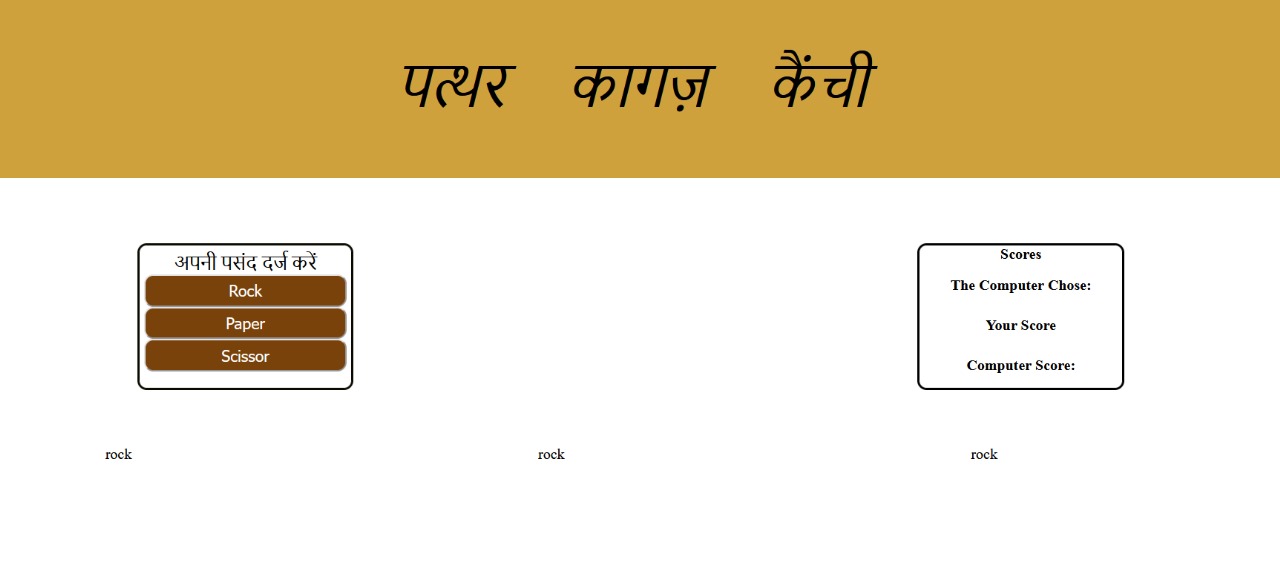 पत्थर कागज़ कैंची
अपनी पसंद दर्ज करें
Rock
Paper
Scissor
Scores
The Computer Chose:
Your Score
Computer Score:
rock rock rock